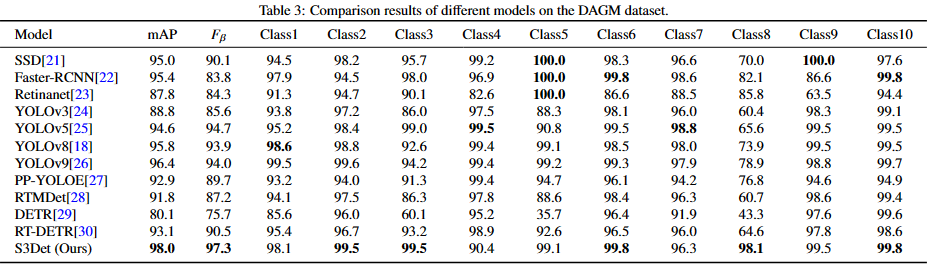 Table 3: Comparison results of different models on the DAGM dataset.
Model mAP Fβ Class1 Class2 Class3 Class4 Class5 Class6 Class7 Class8 Class9 Class10
SSD[21] 95.0 90.1 94.5 98.2 95.7 99.2 100.0 98.3 96.6 70.0 100.0 97.6
Faster-RCNN[22] 95.4 83.8 97.9 94.5 98.0 96.9 100.0 99.8 98.6 82.1 86.6 99.8
Retinanet[23] 87.8 84.3 91.3 94.7 90.1 82.6 100.0 86.6 88.5 85.8 63.5 94.4
YOLOv3[24] 88.8 85.6 93.8 97.2 86.0 97.5 88.3 98.1 96.0 60.4 98.3 99.1
YOLOv5[25] 94.6 94.7 95.2 98.4 99.0 99.5 90.8 99.5 98.8 65.6 99.5 99.5
YOLOv8[18] 95.8 93.9 98.6 98.8 92.6 99.4 99.1 98.5 98.0 73.9 99.5 99.5
YOLOv9[26] 96.4 94.0 99.5 99.6 94.2 99.4 99.2 99.3 97.9 78.9 98.8 99.7
PP-YOLOE[27] 92.9 89.7 93.2 94.0 91.3 99.4 94.7 96.1 94.2 76.8 94.6 94.9
RTMDet[28] 91.8 87.2 94.1 97.5 86.3 97.8 88.6 98.4 96.3 60.7 98.6 99.4
DETR[29] 80.1 75.7 85.6 96.0 60.1 95.2 35.7 96.4 91.9 43.3 97.6 99.6
RT-DETR[30] 93.1 90.5 95.4 96.7 93.2 98.9 92.6 96.5 96.0 64.6 97.8 98.6
S3Det (Ours) 98.0 97.3 98.1 99.5 99.5 90.4 99.1 99.8 96.3 98.1 99.5 99.8